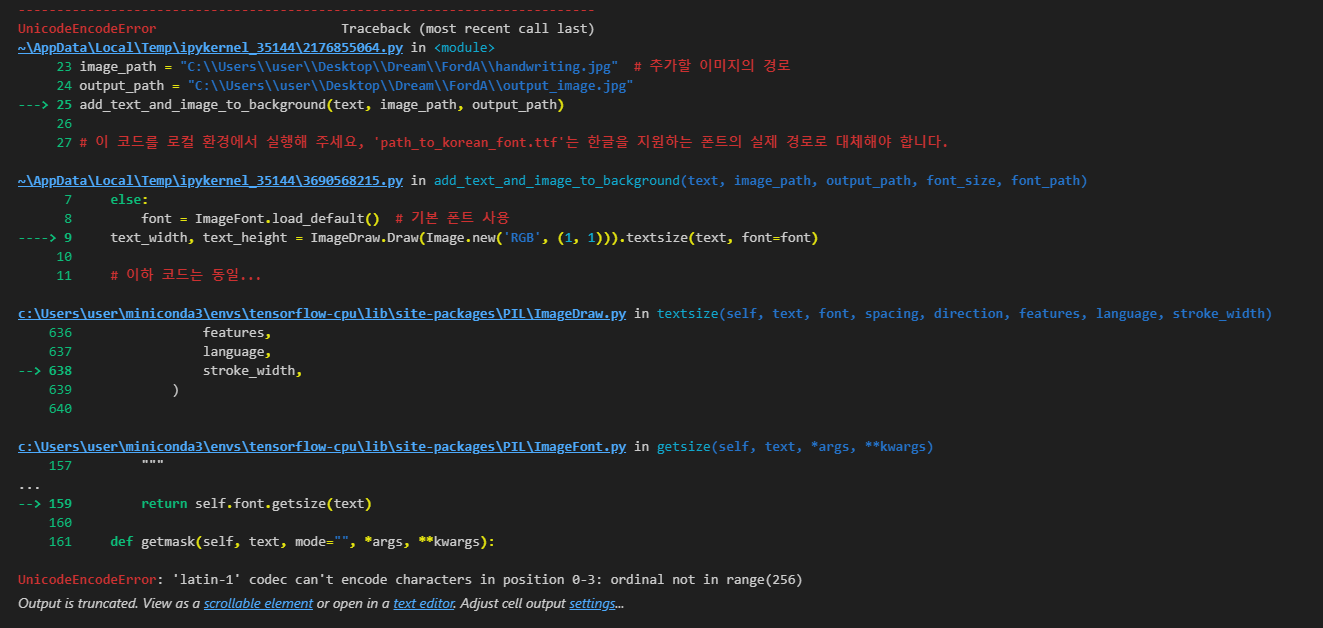 ---------------------------------------------------------------------------
UnicodeEncodeError                        Traceback (most recent call last)
~\AppData\Local\Temp\ipykernel_35144\2176855064.py in <module>
     23 image_path = "C:\\Users\\user\\Desktop\\Dream\\FordA\\handwriting.jpg"  # 추가할 이미지의 경로
     24 output_path = "C:\\Users\\user\\Desktop\\Dream\\FordA\\output_image.jpg"
---> 25 add_text_and_image_to_background(text, image_path, output_path)
     26
     27 # 이 코드를 로컬 환경에서 실행해 주세요, 'path_to_korean_font.ttf'는 한글을 지원하는 폰트의 실제 경로로 대체해야 합니다.

~\AppData\Local\Temp\ipykernel_35144\3690568215.py in add_text_and_image_to_background(text, image_path, output_path, font_size, font_path)
      7     else:
      8         font = ImageFont.load_default()  # 기본 폰트 사용
----> 9     text_width, text_height = ImageDraw.Draw(Image.new('RGB', (1, 1))).textsize(text, font=font)
     10
     11     # 이하 코드는 동일...

c:\Users\user\miniconda3\envs\tensorflow-cpu\lib\site-packages\PIL\ImageDraw.py in textsize(self, text, font, spacing, direction, features, language, stroke_width)
    636                 features,
    637                 language,
--> 638                 stroke_width,
    639             )
    640

c:\Users\user\miniconda3\envs\tensorflow-cpu\lib\site-packages\PIL\ImageFont.py in getsize(self, text, *args, **kwargs)
    157         """
...
--> 159         return self.font.getsize(text)
    160
    161     def getmask(self, text, mode="", *args, **kwargs):

UnicodeEncodeError: 'latin-1' codec can't encode characters in position 0-3: ordinal not in range(256)
Output is truncated. View as a scrollable element or open in a text editor. Adjust cell output settings...